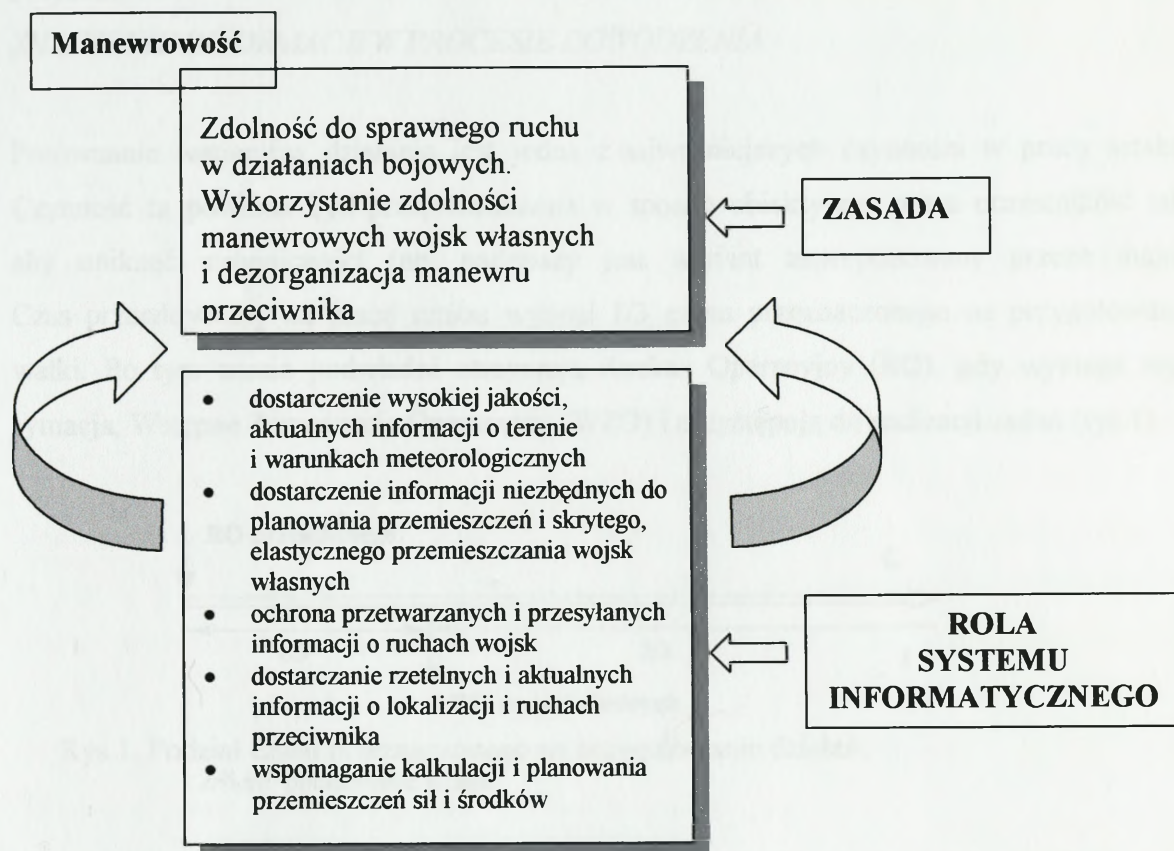 Manewrowość
Zdolność do sprawnego ruchu
w działaniach bojowych.
Wykorzystanie zdolności
manewrowych wojsk własnych
i dezorganizacja manewru
przeciwnika
ZASADA
• dostarczenie wysokiej jakości,
aktualnych informacji o terenie
i warunkach meteorologicznych
• dostarczenie informacji niezbędnych do
planowania przemieszczeń i skrytego,
elastycznego przemieszczania wojsk
własnych
• ochrona przetwarzanych i przesyłanych
informacji o ruchach wojsk
• dostarczanie rzetelnych i aktualnych
informacji o lokalizacji i ruchach
przeciwnika
• wspomaganie kalkulacji i planowania
przemieszczeń sił i środków
ROLA
SYSTEMU
INFORMATYCZNEGO